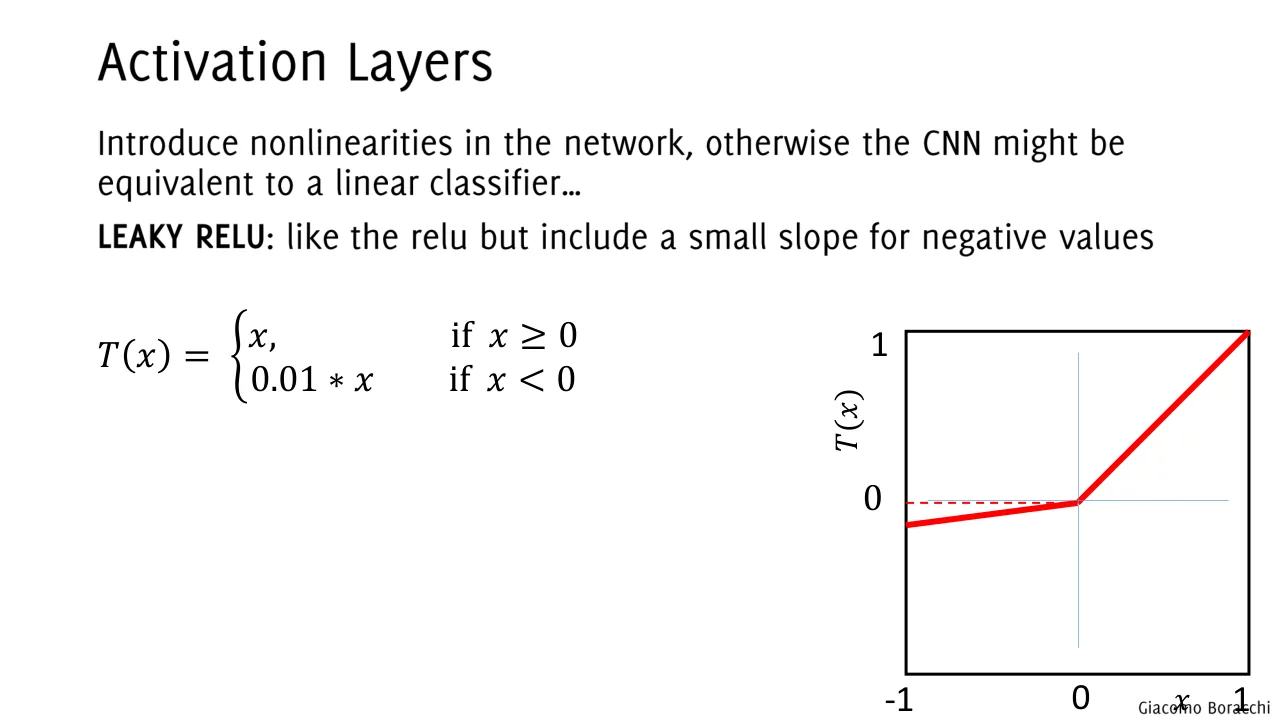 Activation Layers
Introduce nonlinearities in the network, otherwise the CNN might be
equivalent to a linear classifier...
LEAKY RELU: like the relu but include a small slope for negative values
T(x) = { x, if x ≥ 0
0.01 ∗ x if x < 0
1
T(x)
0
-1 0 x 1
Giacomo Boracchi